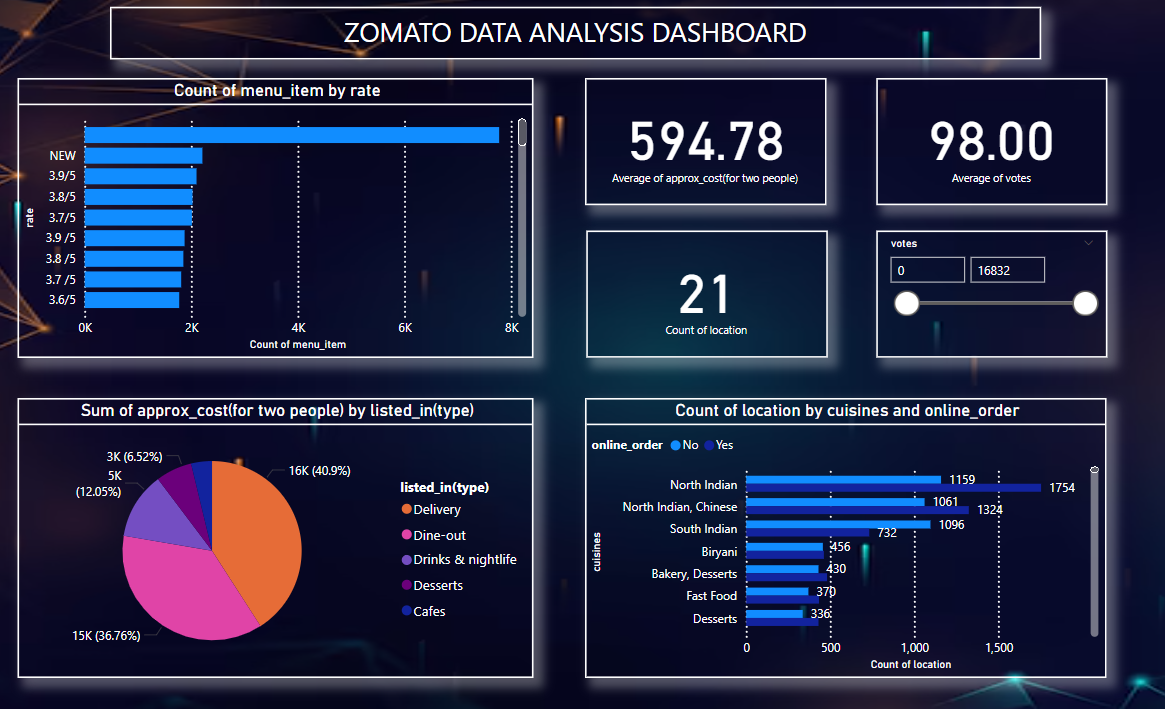 ZOMATO DATA ANALYSIS DASHBOARD
Count of menu_item by rate
rate
NEW
3.9/5
3.8/5
3.7/5
3.9 /5
3.8 /5
3.7 /5
3.6/5
0K 2K 4K 6K 8K
Count of menu_item
594.78
Average of approx_cost(for two people)
98.00
Average of votes
21
Count of location
votes
0 16832
Sum of approx_cost(for two people) by listed_in(type)
3K (6.52%)
5K
(12.05%)
16K (40.9%)
15K (36.76%)
listed_in(type)
Delivery
Dine-out
Drinks & nightlife
Desserts
Cafes
Count of location by cuisines and online_order
online_order No Yes
cuisines
North Indian 1159
1754
North Indian, Chinese 1061
1324
South Indian 1096
732
Biryani 456
Bakery, Desserts 430
Fast Food 370
Desserts 336
0 500 1,000 1,500
Count of location